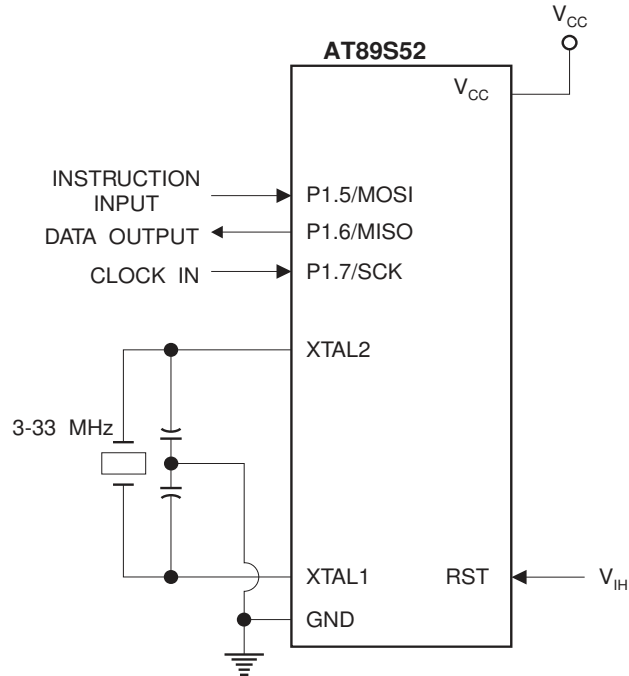 V_CC
AT89S52
V_CC
INSTRUCTION
INPUT
P1.5/MOSI
DATA OUTPUT
P1.6/MISO
CLOCK IN
P1.7/SCK
XTAL2
3-33 MHz
XTAL1
RST
V_IH
GND